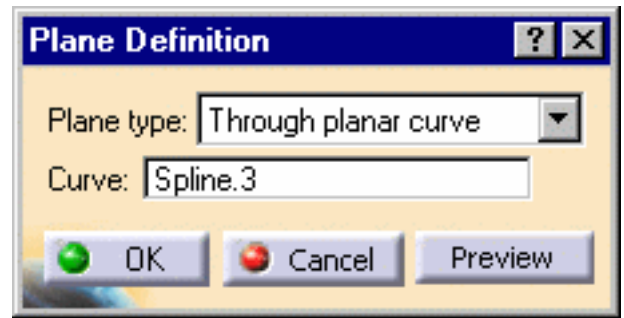 Plane Definition
Plane type: Through planar curve
Curve: Spline.3
OK Cancel Preview